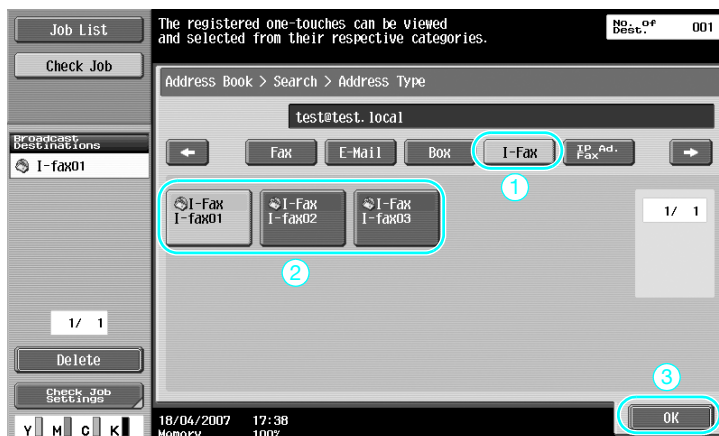 Job List
The registered one-touches can be viewed
and selected from their respective categories.
No. of
Dest.
001
Check Job
Address Book > Search > Address Type
test@test.local
Broadcast
Destinations
I-fax01
Fax
E-Mail
Box
I-Fax
IP Ad.
Fax
1
I-Fax
I-fax01
I-Fax
I-fax02
I-Fax
I-fax03
1/ 1
2
1/ 1
Delete
3
Check Job
Settings
OK
Y M C K
18/04/2007 17:38
Memory 100%